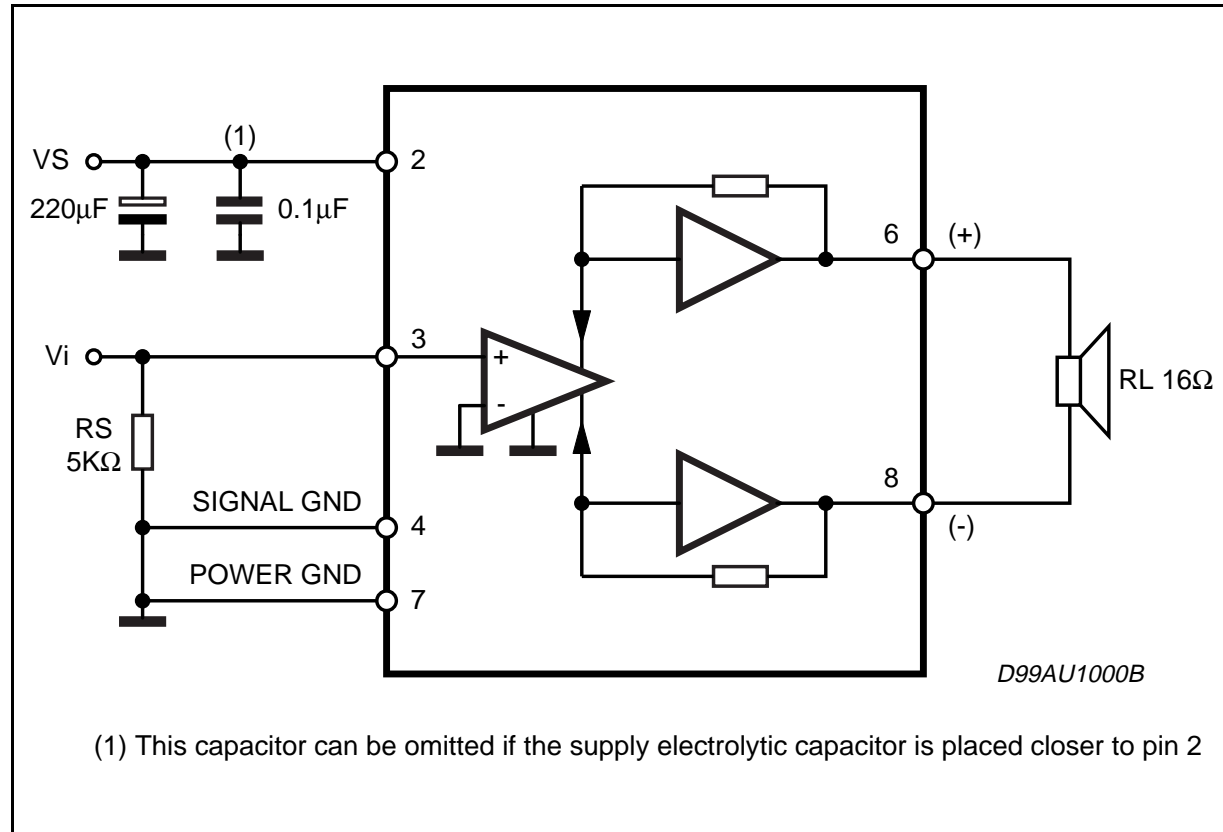 (1)
VS
2
220μF
0.1μF
6
(+)
3
Vi
+
-
RL 16Ω
RS
5KΩ
8
(-)
SIGNAL GND
4
POWER GND
7
D99AU1000B
(1) This capacitor can be omitted if the supply electrolytic capacitor is placed closer to pin 2